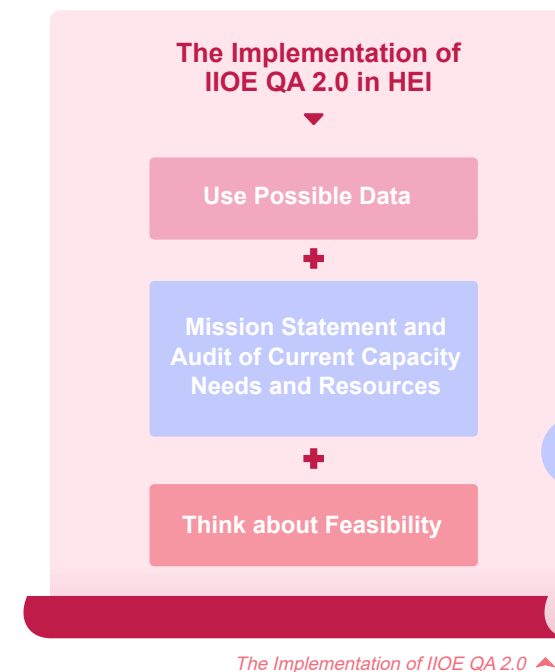 The Implementation of
IIOE QA 2.0 in HEI
Use Possible Data
Mission Statement and
Audit of Current Capacity
Needs and Resources
Think about Feasibility
The Implementation of IIOE QA 2.0